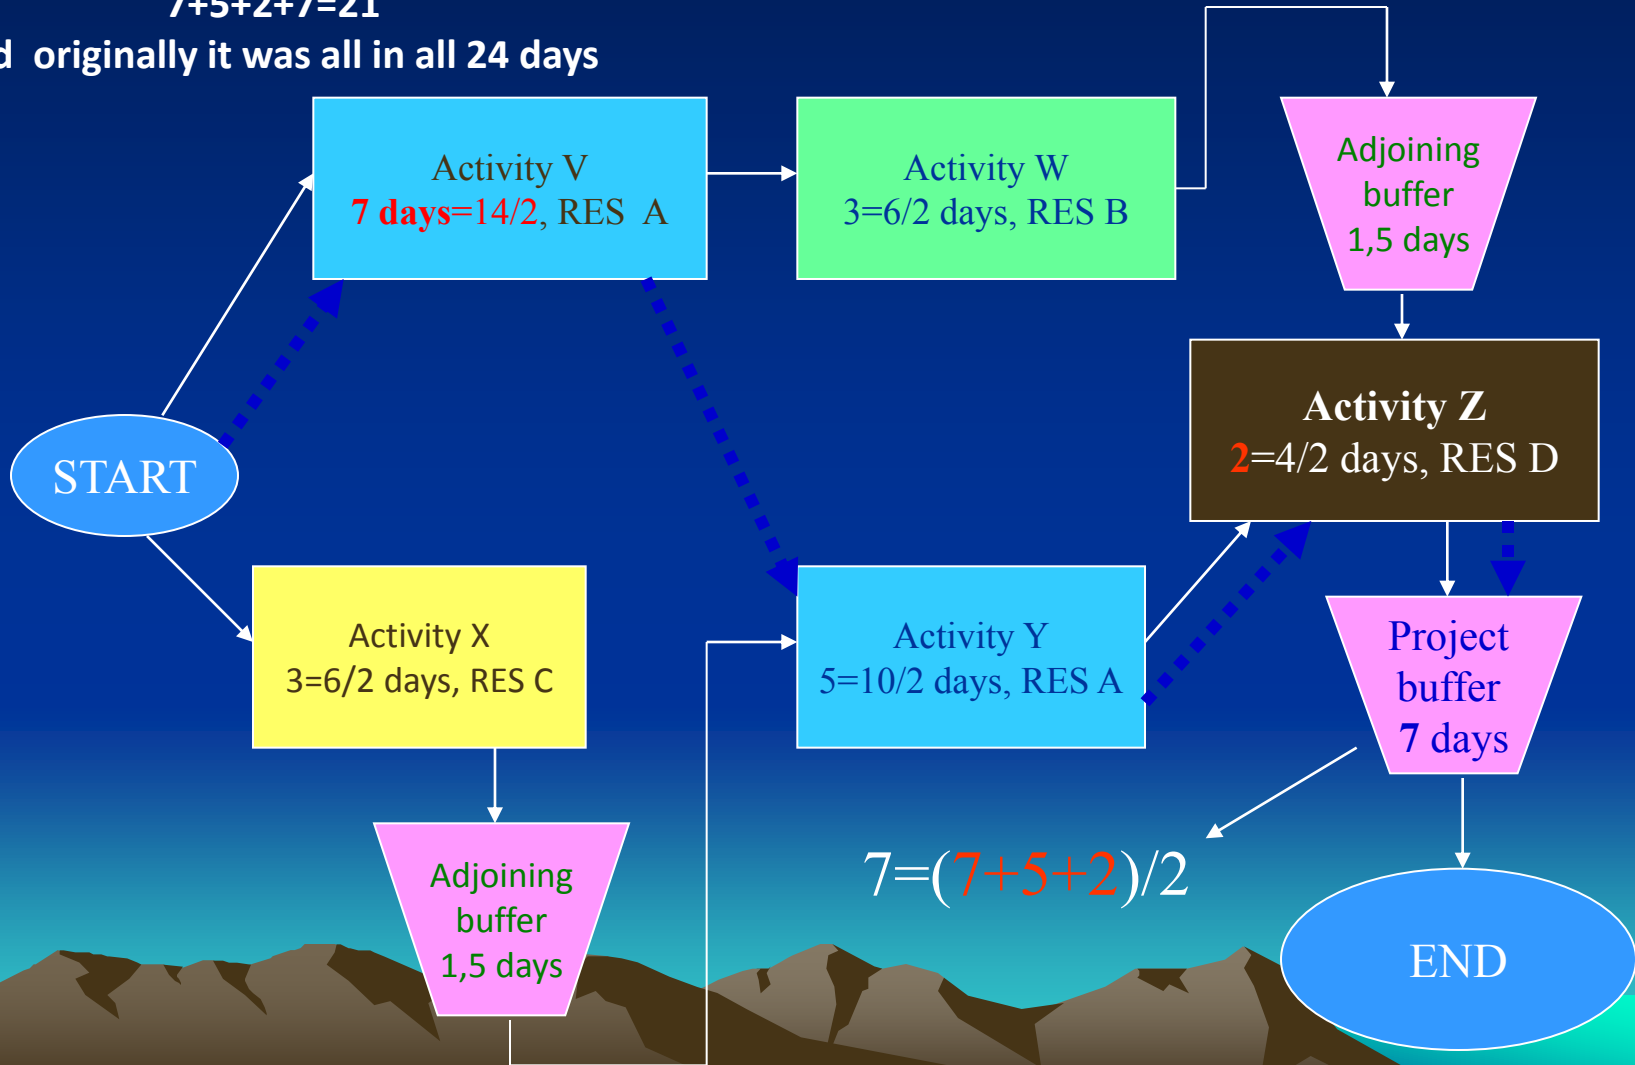 7+5+2+7=21
originally it was all in all 24 days
Activity V
7 days=14/2, RES A
Activity W
3=6/2 days, RES B
Adjoining
buffer
1,5 days
Activity Z
2=4/2 days, RES D
START
Activity X
3=6/2 days, RES C
Activity Y
5=10/2 days, RES A
Project
buffer
7 days
7=(7+5+2)/2
Adjoining
buffer
1,5 days
END